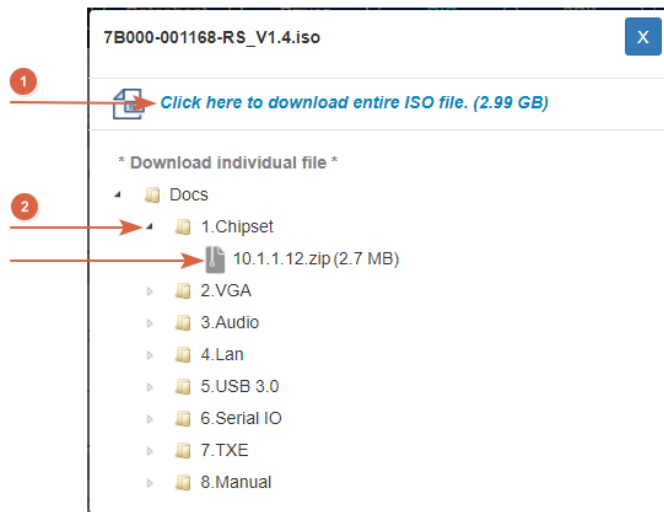 7B000-001168-RS_V1.4.iso
X
1
Click here to download entire ISO file. (2.99 GB)
* Download individual file *
Docs
2
1.Chipset
10.1.1.12.zip (2.7 MB)
2.VGA
3.Audio
4.Lan
5.USB 3.0
6.Serial IO
7.TXE
8.Manual